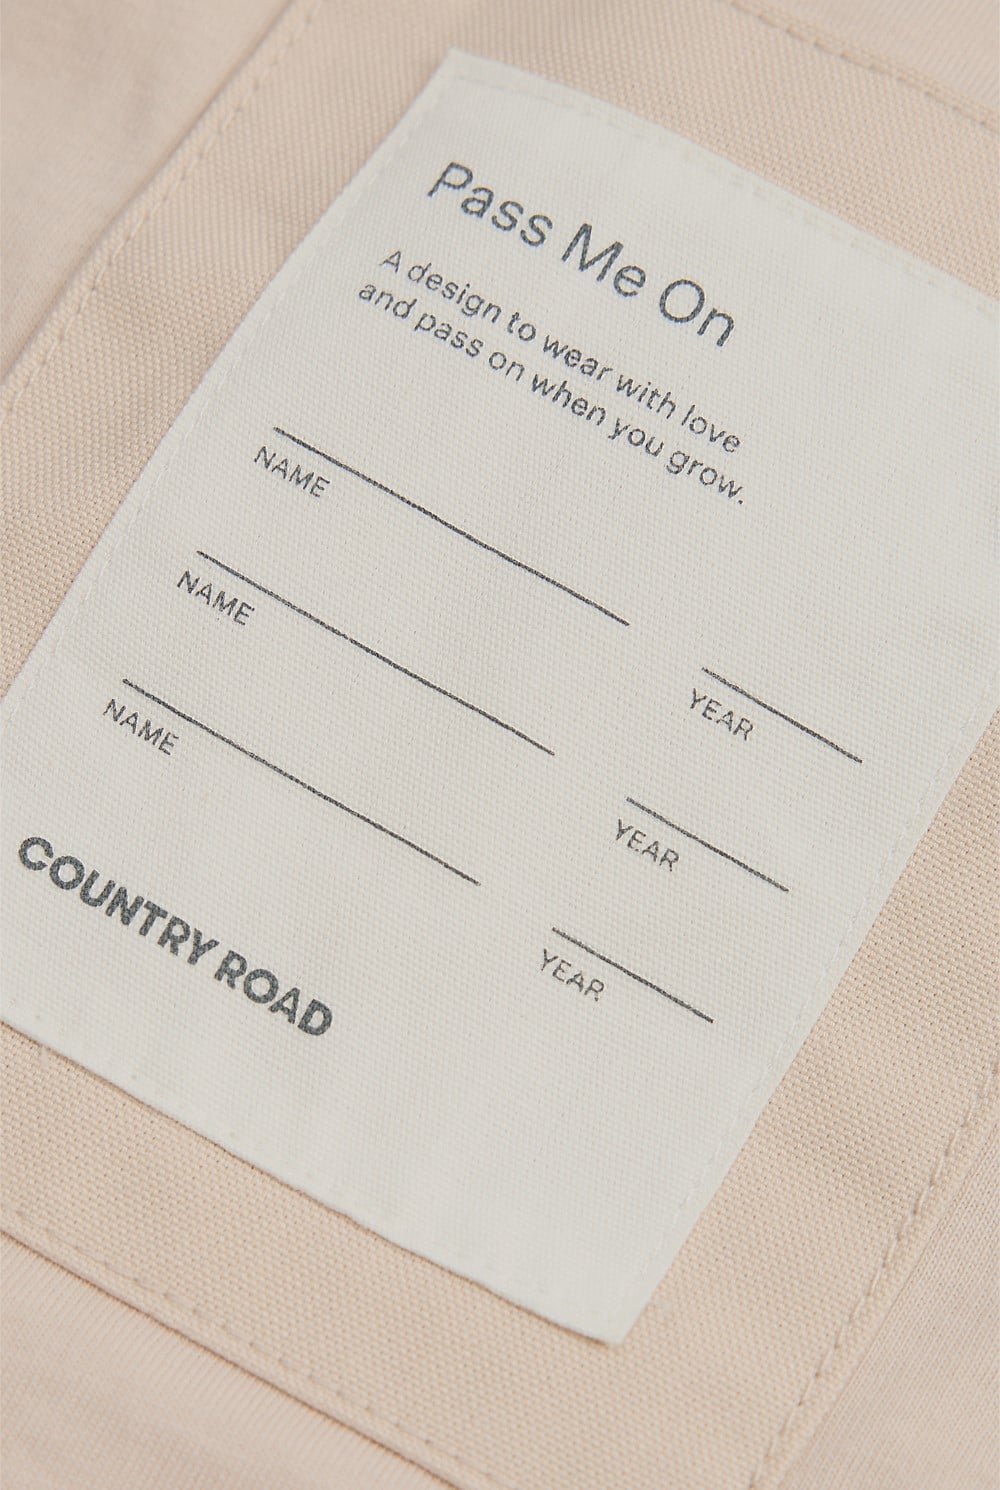 Pass Me On
A design to wear with love
and pass on when you grow.
NAME
YEAR
NAME
YEAR
NAME
YEAR
COUNTRY ROAD